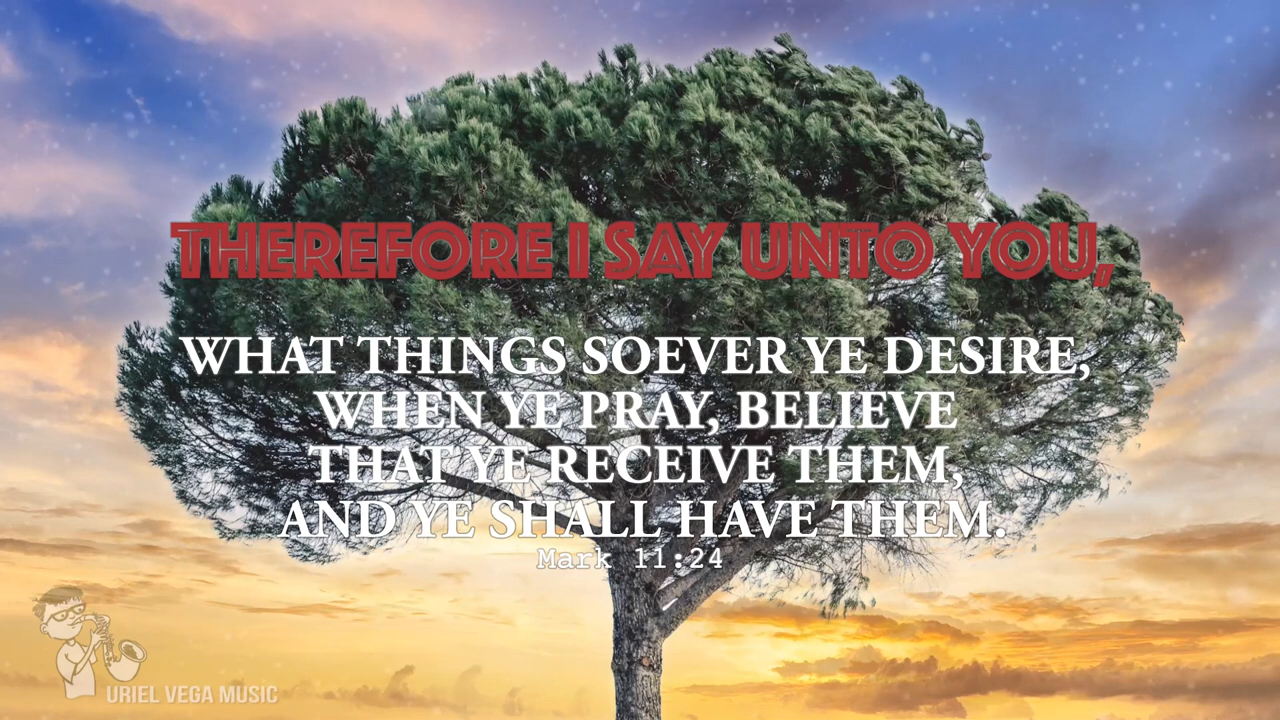 THEREFORE I SAY UNTO YOU,
WHAT THINGS SOEVER YE DESIRE,
WHEN YE PRAY, BELIEVE
THAT YE RECEIVE THEM,
AND YE SHALL HAVE THEM.
Mark 11:24
URIEL VEGA MUSIC